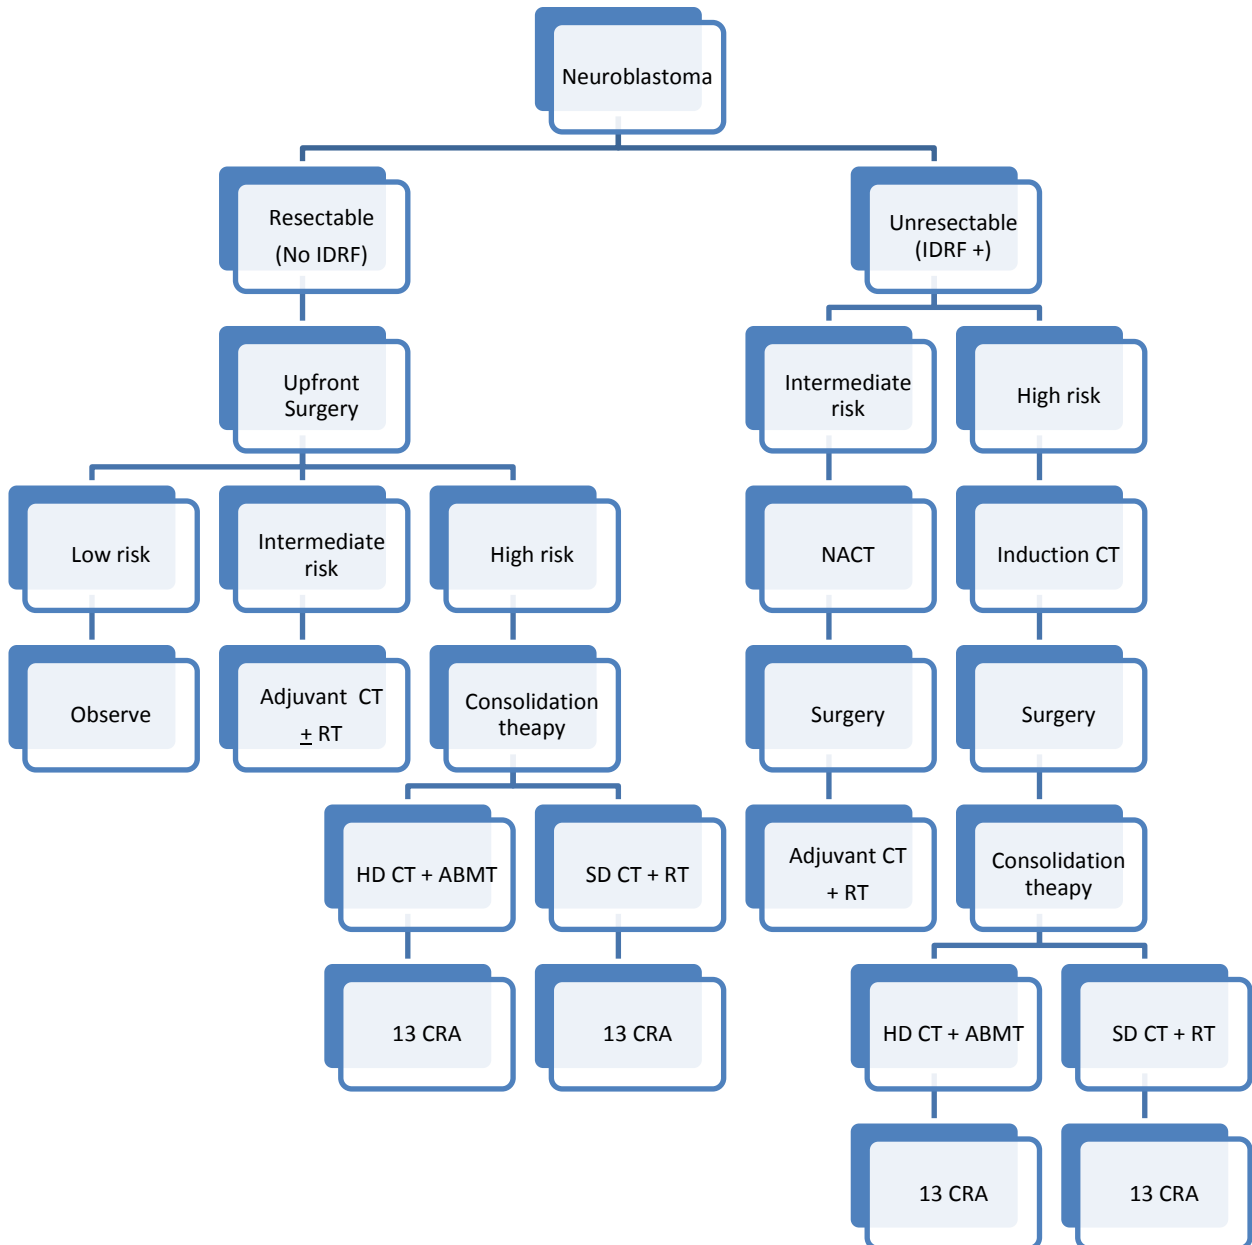 Neuroblastoma
Resectable
(No IDRF)
Unresectable
(IDRF +)
Upfront
Surgery
Intermediate
risk
High risk
Low risk
Intermediate
risk
High risk
NACT
Induction CT
Observe
Adjuvant CT
± RT
Consolidation
theapy
Surgery
Surgery
HD CT + ABMT
SD CT + RT
Adjuvant CT
+ RT
Consolidation
theapy
13 CRA
13 CRA
HD CT + ABMT
SD CT + RT
13 CRA
13 CRA